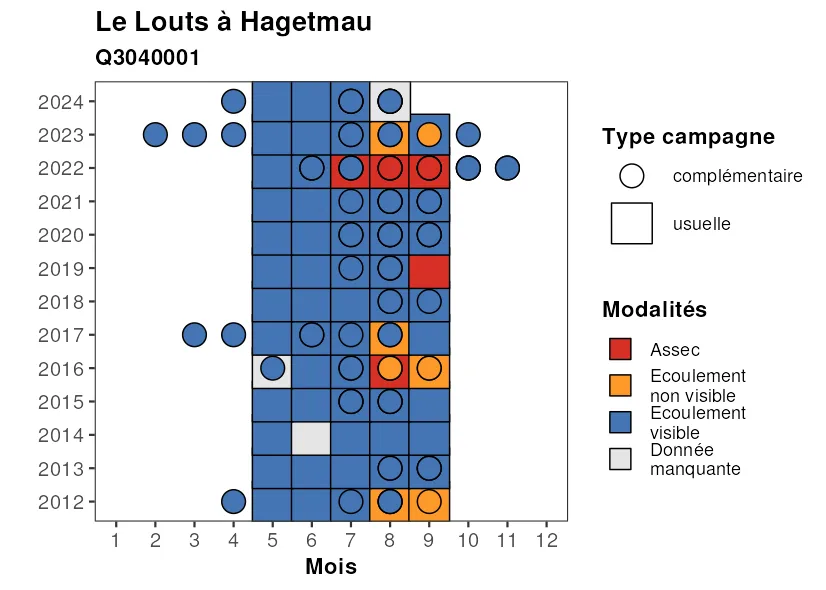 Le Louts à Hagetmau
Q3040001
2024
2023
2022
2021
2020
2019
2018
2017
2016
2015
2014
2013
2012
1 2 3 4 5 6 7 8 9 10 11 12
Mois
Type campagne
complémentaire
usuelle
Modalités
Assec
Ecoulement
non visible
Ecoulement
visible
Donnée
manquante